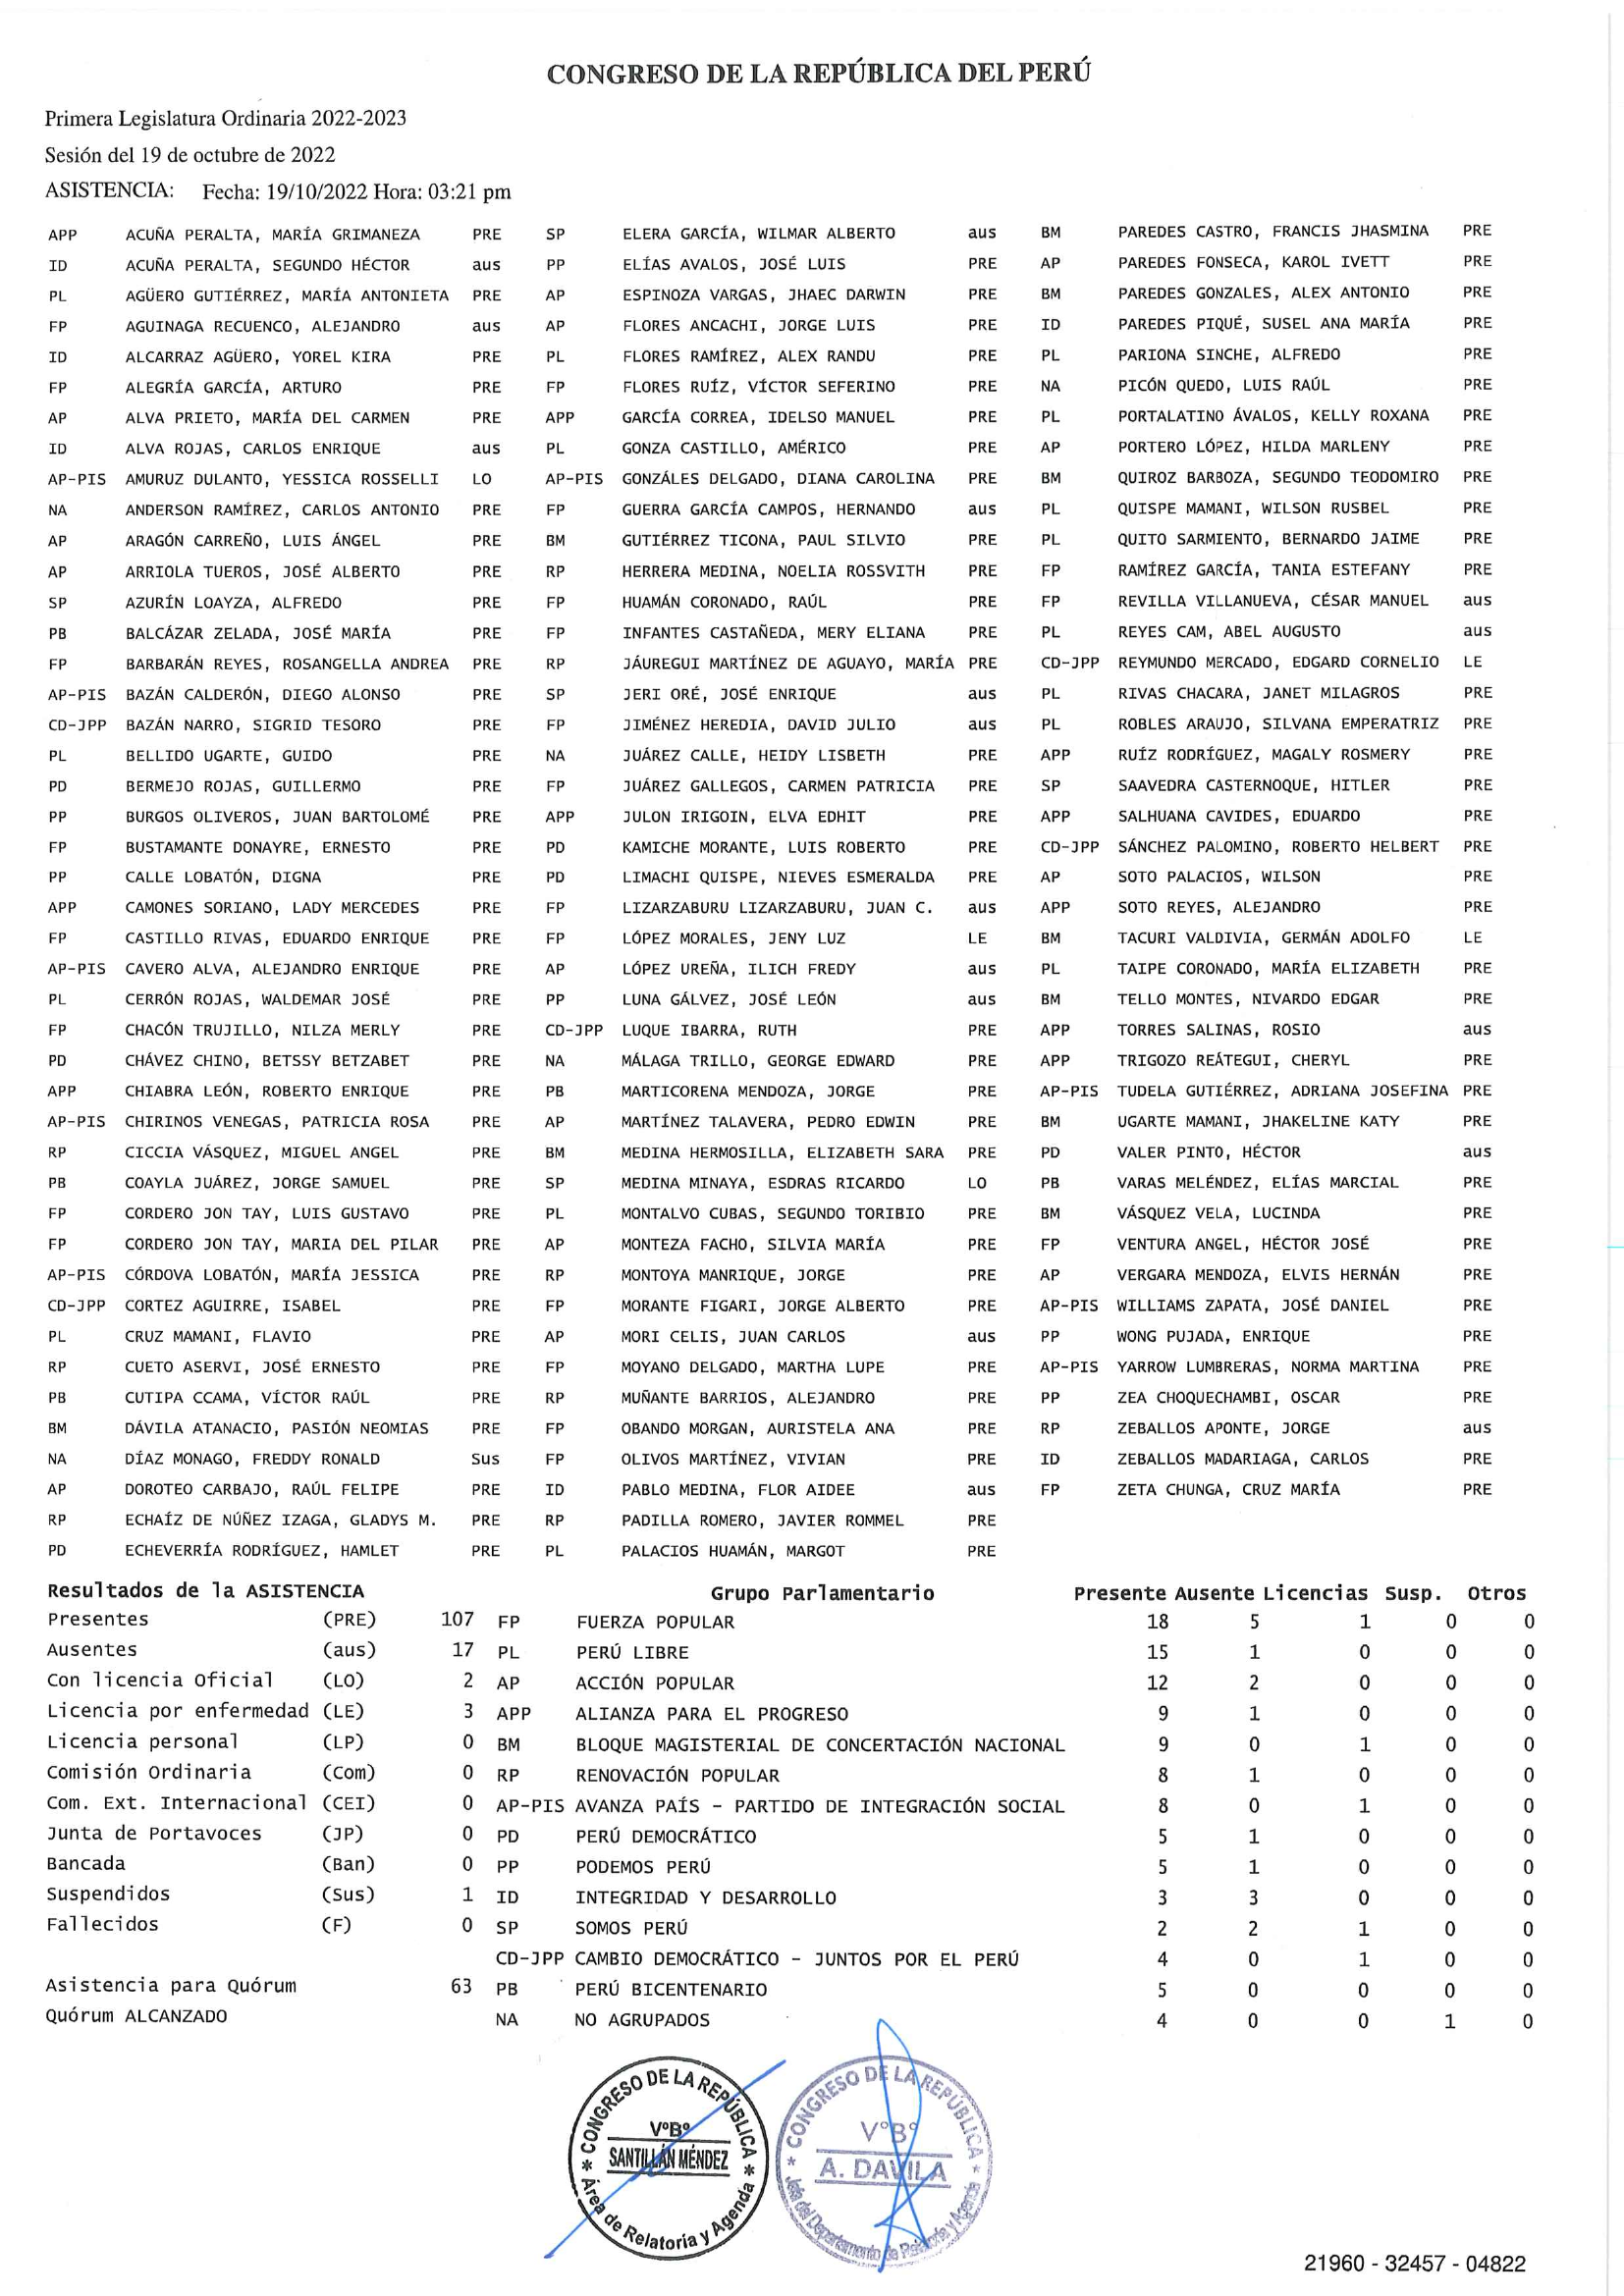 CONGRESO DE LA REPÚBLICA DEL PERÚ
Primera Legislatura Ordinaria 2022-2023
Sesión del 19 de octubre de 2022
ASISTENCIA: Fecha: 19/10/2022 Hora: 03:21 pm
APP ACUÑA PERALTA, MARÍA GRIMANEZA PRE SP ELERA GARCÍA, WILMAR ALBERTO aus BM PAREDES CASTRO, FRANCIS JHASMINA PRE
ID ACUÑA PERALTA, SEGUNDO HÉCTOR aus PP ELÍAS AVALOS, JOSÉ LUIS PRE AP PAREDES FONSECA, KAROL IVETT PRE
PL AGÜERO GUTIÉRREZ, MARÍA ANTONIETA PRE AP ESPINOZA VARGAS, JHAEC DARWIN PRE BM PAREDES GONZALES, ALEX ANTONIO PRE
FP AGUINAGA RECUENCO, ALEJANDRO aus AP FLORES ANCACHI, JORGE LUIS PRE ID PAREDES PIQUÉ, SUSEL ANA MARÍA PRE
ID ALCARRAZ AGÜERO, YOREL KIRA PRE PL FLORES RAMÍREZ, ALEX RANDU PRE PL PARIONA SINCHE, ALFREDO PRE
FP ALEGRÍA GARCÍA, ARTURO PRE FP FLORES RUÍZ, VÍCTOR SEFERINO PRE NA PICÓN QUEDO, LUIS RAÚL PRE
AP ALVA PRIETO, MARÍA DEL CARMEN PRE APP GARCÍA CORREA, IDELSO MANUEL PRE PL PORTALATINO ÁVALOS, KELLY ROXANA PRE
ID ALVA ROJAS, CARLOS ENRIQUE aus PL GONZA CASTILLO, AMÉRICO PRE AP PORTERO LÓPEZ, HILDA MARLENY PRE
AP-PIS AMURUZ DULANTO, YESSICA ROSSELLI LO AP-PIS GONZÁLES DELGADO, DIANA CAROLINA PRE BM QUIROZ BARBOZA, SEGUNDO TEODOMIRO PRE
NA ANDERSON RAMÍREZ, CARLOS ANTONIO PRE FP GUERRA GARCÍA CAMPOS, HERNANDO aus PL QUISPE MAMANI, WILSON RUSBEL PRE
AP ARAGÓN CARREÑO, LUIS ÁNGEL PRE BM GUTIÉRREZ TICONA, PAUL SILVIO PRE PL QUITO SARMIENTO, BERNARDO JAIME PRE
AP ARRIOLA TUEROS, JOSÉ ALBERTO PRE RP HERRERA MEDINA, NOELIA ROSSVITH PRE FP RAMÍREZ GARCÍA, TANIA ESTEFANY PRE
SP AZURÍN LOAYZA, ALFREDO PRE FP HUAMÁN CORONADO, RAÚL PRE FP REVILLA VILLANUEVA, CÉSAR MANUEL aus
PB BALCÁZAR ZELADA, JOSÉ MARÍA PRE FP INFANTES CASTAÑEDA, MERY ELIANA PRE PL REYES CAM, ABEL AUGUSTO aus
FP BARBARÁN REYES, ROSANGELLA ANDREA PRE RP JÁUREGUI MARTÍNEZ DE AGUAYO, MARÍA PRE CD-JPP REYMUNDO MERCADO, EDGARD CORNELIO LE
AP-PIS BAZÁN CALDERÓN, DIEGO ALONSO PRE SP JERI ORÉ, JOSÉ ENRIQUE aus PL RIVAS CHACARA, JANET MILAGROS PRE
CD-JPP BAZÁN NARRO, SIGRID TESORO PRE FP JIMÉNEZ HEREDIA, DAVID JULIO aus PL ROBLES ARAUJO, SILVANA EMPERATRIZ PRE
PL BELLIDO UGARTE, GUIDO PRE NA JUÁREZ CALLE, HEIDY LISBETH PRE APP RUÍZ RODRÍGUEZ, MAGALY ROSMERY PRE
PD BERMEJO ROJAS, GUILLERMO PRE FP JUÁREZ GALLEGOS, CARMEN PATRICIA PRE SP SAAVEDRA CASTERNOQUE, HITLER PRE
PP BURGOS OLIVEROS, JUAN BARTOLOMÉ PRE APP JULON IRIGOIN, ELVA EDHIT PRE APP SALHUANA CAVIDES, EDUARDO PRE
FP BUSTAMANTE DONAYRE, ERNESTO PRE PD KAMICHE MORANTE, LUIS ROBERTO PRE CD-JPP SÁNCHEZ PALOMINO, ROBERTO HELBERT PRE
PP CALLE LOBATÓN, DIGNA PRE PD LIMACHI QUISPE, NIEVES ESMERALDA PRE AP SOTO PALACIOS, WILSON PRE
APP CAMONES SORIANO, LADY MERCEDES PRE FP LIZARZABURU LIZARZABURU, JUAN C. aus APP SOTO REYES, ALEJANDRO PRE
FP CASTILLO RIVAS, EDUARDO ENRIQUE PRE FP LÓPEZ MORALES, JENY LUZ LE BM TACURI VALDIVIA, GERMÁN ADOLFO LE
AP-PIS CAVERO ALVA, ALEJANDRO ENRIQUE PRE AP LÓPEZ UREÑA, ILICH FREDY aus PL TAIPE CORONADO, MARÍA ELIZABETH PRE
PL CERRÓN ROJAS, WALDEMAR JOSÉ PRE PP LUNA GÁLVEZ, JOSÉ LEÓN aus BM TELLO MONTES, NIVARDO EDGAR PRE
FP CHACÓN TRUJILLO, NILZA MERLY PRE CD-JPP LUQUE IBARRA, RUTH PRE APP TORRES SALINAS, ROSIO aus
PD CHÁVEZ CHINO, BETSSY BETZABET PRE NA MÁLAGA TRILLO, GEORGE EDWARD PRE APP TRIGOZO REÁTEGUI, CHERYL PRE
APP CHIABRA LEÓN, ROBERTO ENRIQUE PRE PB MARTICORENA MENDOZA, JORGE PRE AP-PIS TUDELA GUTIÉRREZ, ADRIANA JOSEFINA PRE
AP-PIS CHIRINOS VENEGAS, PATRICIA ROSA PRE AP MARTÍNEZ TALAVERA, PEDRO EDWIN PRE BM UGARTE MAMANI, JHAKELINE KATY PRE
RP CICCIA VÁSQUEZ, MIGUEL ANGEL PRE BM MEDINA HERMOSILLA, ELIZABETH SARA PRE PD VALER PINTO, HÉCTOR aus
PB COAYLA JUÁREZ, JORGE SAMUEL PRE SP MEDINA MINAYA, ESDRAS RICARDO LO PB VARAS MELÉNDEZ, ELÍAS MARCIAL PRE
FP CORDERO JON TAY, LUIS GUSTAVO PRE PL MONTALVO CUBAS, SEGUNDO TORIBIO PRE BM VÁSQUEZ VELA, LUCINDA PRE
FP CORDERO JON TAY, MARIA DEL PILAR PRE AP MONTEZA FACHO, SILVIA MARÍA PRE FP VENTURA ANGEL, HÉCTOR JOSÉ PRE
AP-PIS CÓRDOVA LOBATÓN, MARÍA JESSICA PRE RP MONTOYA MANRIQUE, JORGE PRE AP VERGARA MENDOZA, ELVIS HERNÁN PRE
CD-JPP CORTEZ AGUIRRE, ISABEL PRE FP MORANTE FIGARI, JORGE ALBERTO PRE AP-PIS WILLIAMS ZAPATA, JOSÉ DANIEL PRE
PL CRUZ MAMANI, FLAVIO PRE AP MORI CELIS, JUAN CARLOS aus PP WONG PUJADA, ENRIQUE PRE
RP CUETO ASERVI, JOSÉ ERNESTO PRE FP MOYANO DELGADO, MARTHA LUPE PRE AP-PIS YARROW LUMBRERAS, NORMA MARTINA PRE
PB CUTIPA CCAMA, VÍCTOR RAÚL PRE RP MUÑANTE BARRIOS, ALEJANDRO PRE PP ZEA CHOQUECHAMBI, OSCAR PRE
BM DÁVILA ATANACIO, PASIÓN NEOMIAS PRE FP OBANDO MORGAN, AURISTELA ANA PRE RP ZEBALLOS APONTE, JORGE aus
NA DÍAZ MONAGO, FREDDY RONALD Sus FP OLIVOS MARTÍNEZ, VIVIAN PRE ID ZEBALLOS MADARIAGA, CARLOS PRE
AP DOROTEO CARBAJO, RAÚL FELIPE PRE ID PABLO MEDINA, FLOR AIDEE aus FP ZETA CHUNGA, CRUZ MARÍA PRE
RP ECHAÍZ DE NÚÑEZ IZAGA, GLADYS M. PRE RP PADILLA ROMERO, JAVIER ROMMEL PRE
PD ECHEVERRÍA RODRÍGUEZ, HAMLET PRE PL PALACIOS HUAMÁN, MARGOT PRE
Resultados de la ASISTENCIA Grupo Parlamentario Presente Ausente Licencias Susp. Otros
Presentes (PRE) 107 FP FUERZA POPULAR 18 5 1 0 0
Ausentes (aus) 17 PL PERÚ LIBRE 15 1 0 0 0
Con licencia Oficial (LO) 2 AP ACCIÓN POPULAR 12 2 0 0 0
Licencia por enfermedad (LE) 3 APP ALIANZA PARA EL PROGRESO 9 1 0 0 0
Licencia personal (LP) 0 BM BLOQUE MAGISTERIAL DE CONCERTACIÓN NACIONAL 9 0 1 0 0
Comisión Ordinaria (Com) 0 RP RENOVACIÓN POPULAR 8 1 0 0 0
Com. Ext. Internacional (CEI) 0 AP-PIS AVANZA PAÍS - PARTIDO DE INTEGRACIÓN SOCIAL 8 0 1 0 0
Junta de Portavoces (JP) 0 PD PERÚ DEMOCRÁTICO 5 1 0 0 0
Bancada (Ban) 0 PP PODEMOS PERÚ 5 1 0 0 0
Suspendidos (Sus) 1 ID INTEGRIDAD Y DESARROLLO 3 3 0 0 0
Fallecidos (F) 0 SP SOMOS PERÚ 2 2 1 0 0
CD-JPP CAMBIO DEMOCRÁTICO - JUNTOS POR EL PERÚ 4 0 1 0 0
Asistencia para Quórum 63 PB PERÚ BICENTENARIO 5 0 0 0 0
Quórum ALCANZADO NA NO AGRUPADOS 4 0 0 1 0
* CONGRESO DE LA REPÚBLICA *
V°B°
SANTILLÁN MÉNDEZ
Área de Relatoría y Agenda
* CONGRESO DE LA REPÚBLICA *
V°B°
A. DAVILA
Jefa del Departamento de Relatoría y Agenda
21960 - 32457 - 04822